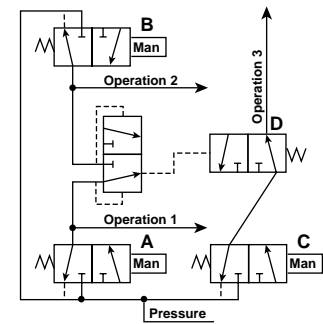 B
Man
Operation 3
Operation 2
D
Operation 1
A
Man
C
Man
Pressure